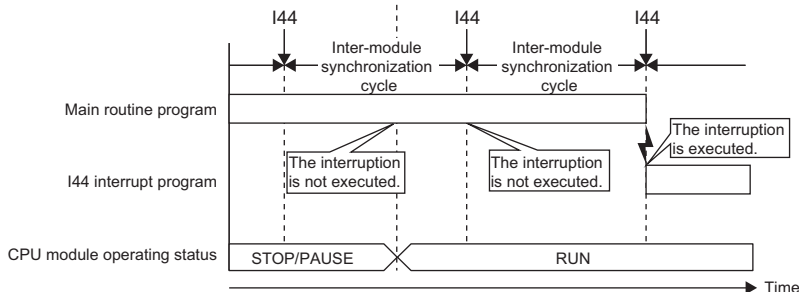 I44
I44
I44
Inter-module
synchronization
cycle
Inter-module
synchronization
cycle
Main routine program
The interruption
is executed.
The interruption
is not executed.
The interruption
is not executed.
I44 interrupt program
CPU module operating status
STOP/PAUSE
RUN
Time